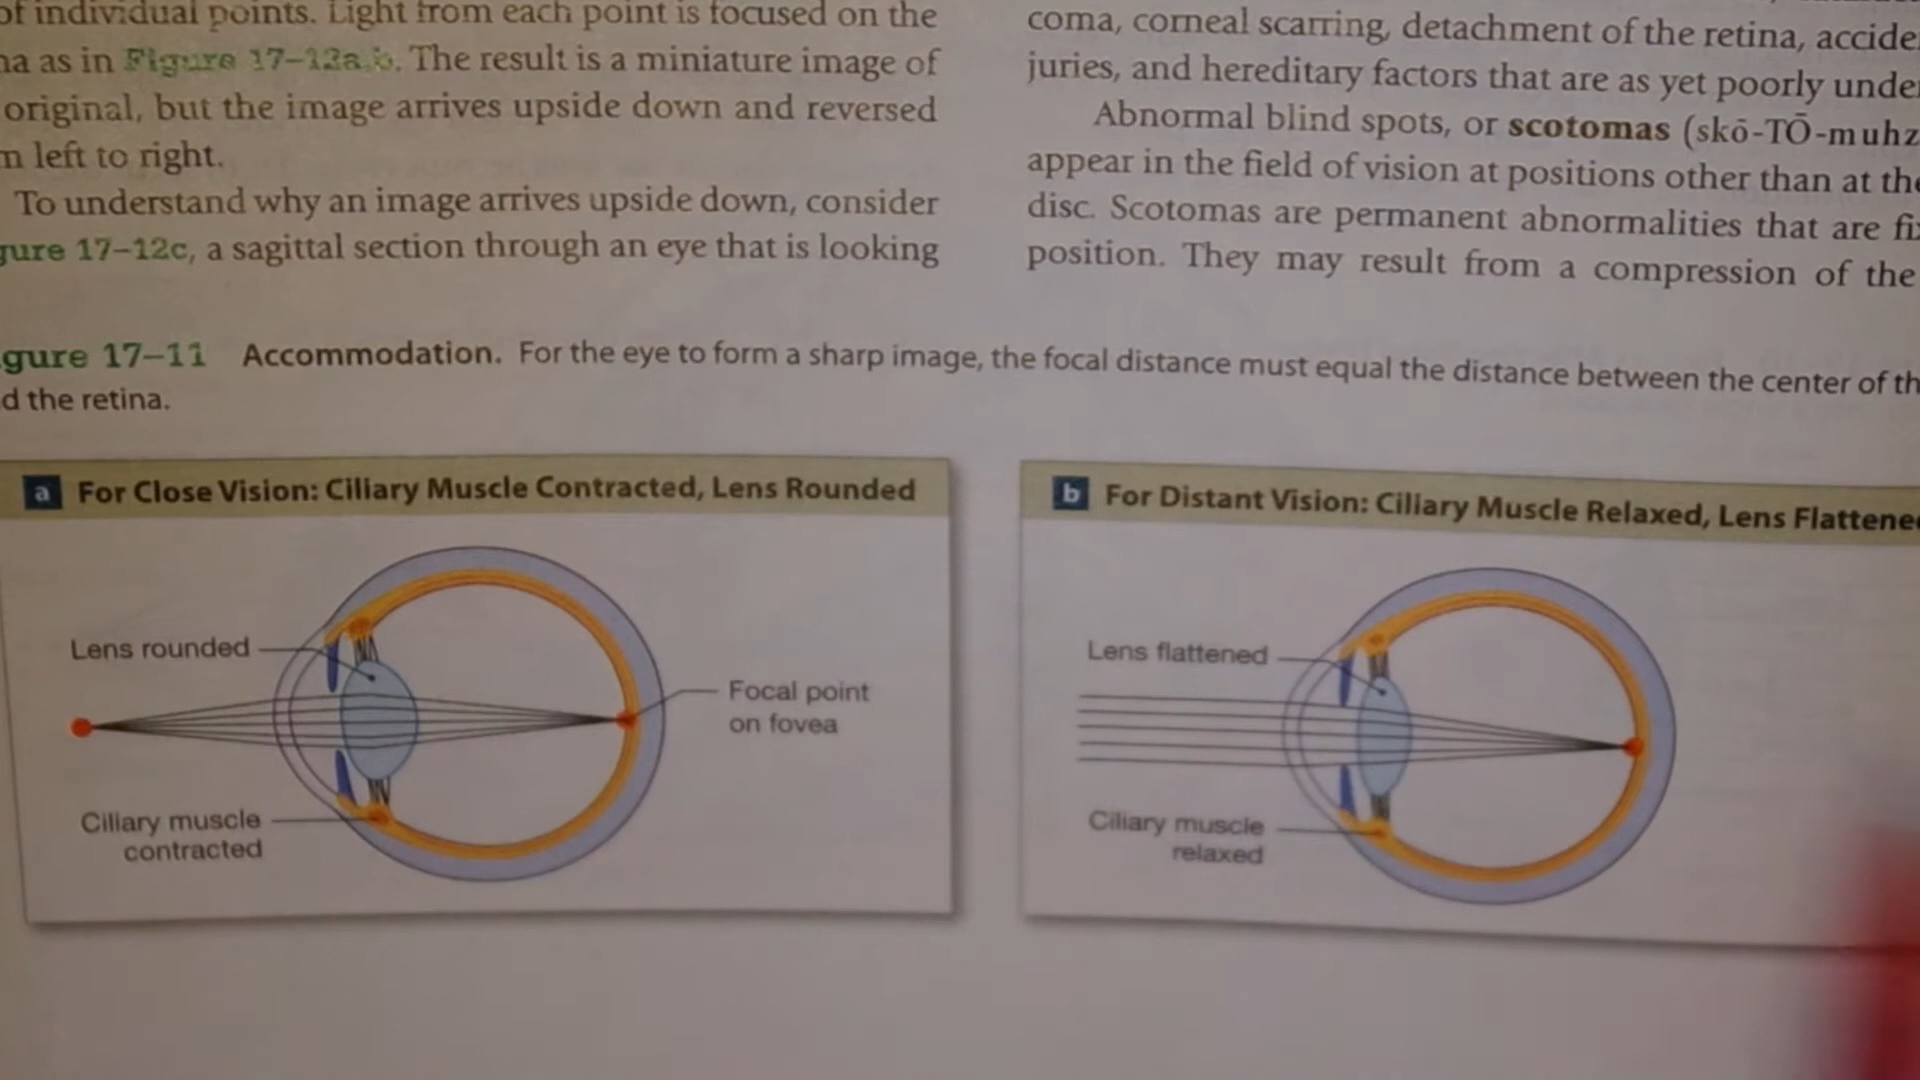 of individual points. Light from each point is focused on the
na as in Figure 17–12a,b. The result is a miniature image of
original, but the image arrives upside down and reversed
m left to right.
To understand why an image arrives upside down, consider
gure 17–12c, a sagittal section through an eye that is looking
coma, corneal scarring, detachment of the retina, accide
juries, and hereditary factors that are as yet poorly under
Abnormal blind spots, or scotomas (skō-TŌ-muhz
appear in the field of vision at positions other than at the
disc. Scotomas are permanent abnormalities that are fix
position. They may result from a compression of the
gure 17–11 Accommodation. For the eye to form a sharp image, the focal distance must equal the distance between the center of th
d the retina.
a For Close Vision: Ciliary Muscle Contracted, Lens Rounded
Lens rounded
Focal point
on fovea
Ciliary muscle
contracted
b For Distant Vision: Ciliary Muscle Relaxed, Lens Flattened
Lens flattened
Ciliary muscle
relaxed